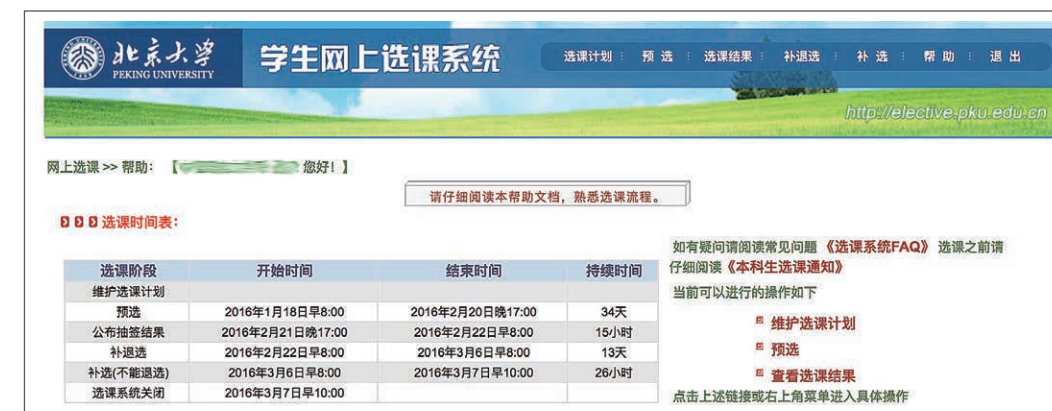 北京大学
PEKING UNIVERSITY
学生网上选课系统
选课计划 预选 选课结果 补退选 补选 帮助 退出
http://elective.pku.edu.cn
网上选课 >> 帮助: 【 您好! 】
请仔细阅读本帮助文档,熟悉选课流程。
选课时间表:
选课阶段 开始时间 结束时间 持续时间
维护选课计划
预选 2016年1月18日早8:00 2016年2月20日晚17:00 34天
公布抽签结果 2016年2月21日晚17:00 2016年2月22日早8:00 15小时
补退选 2016年2月22日早8:00 2016年3月6日早8:00 13天
补选(不能退选) 2016年3月6日早8:00 2016年3月7日早10:00 26小时
选课系统关闭 2016年3月7日早10:00
如有疑问请阅读常见问题《选课系统FAQ》 选课之前请
仔细阅读《本科生选课通知》
当前可以进行的操作如下
维护选课计划
预选
查看选课结果
点击上述链接或右上角菜单进入具体操作